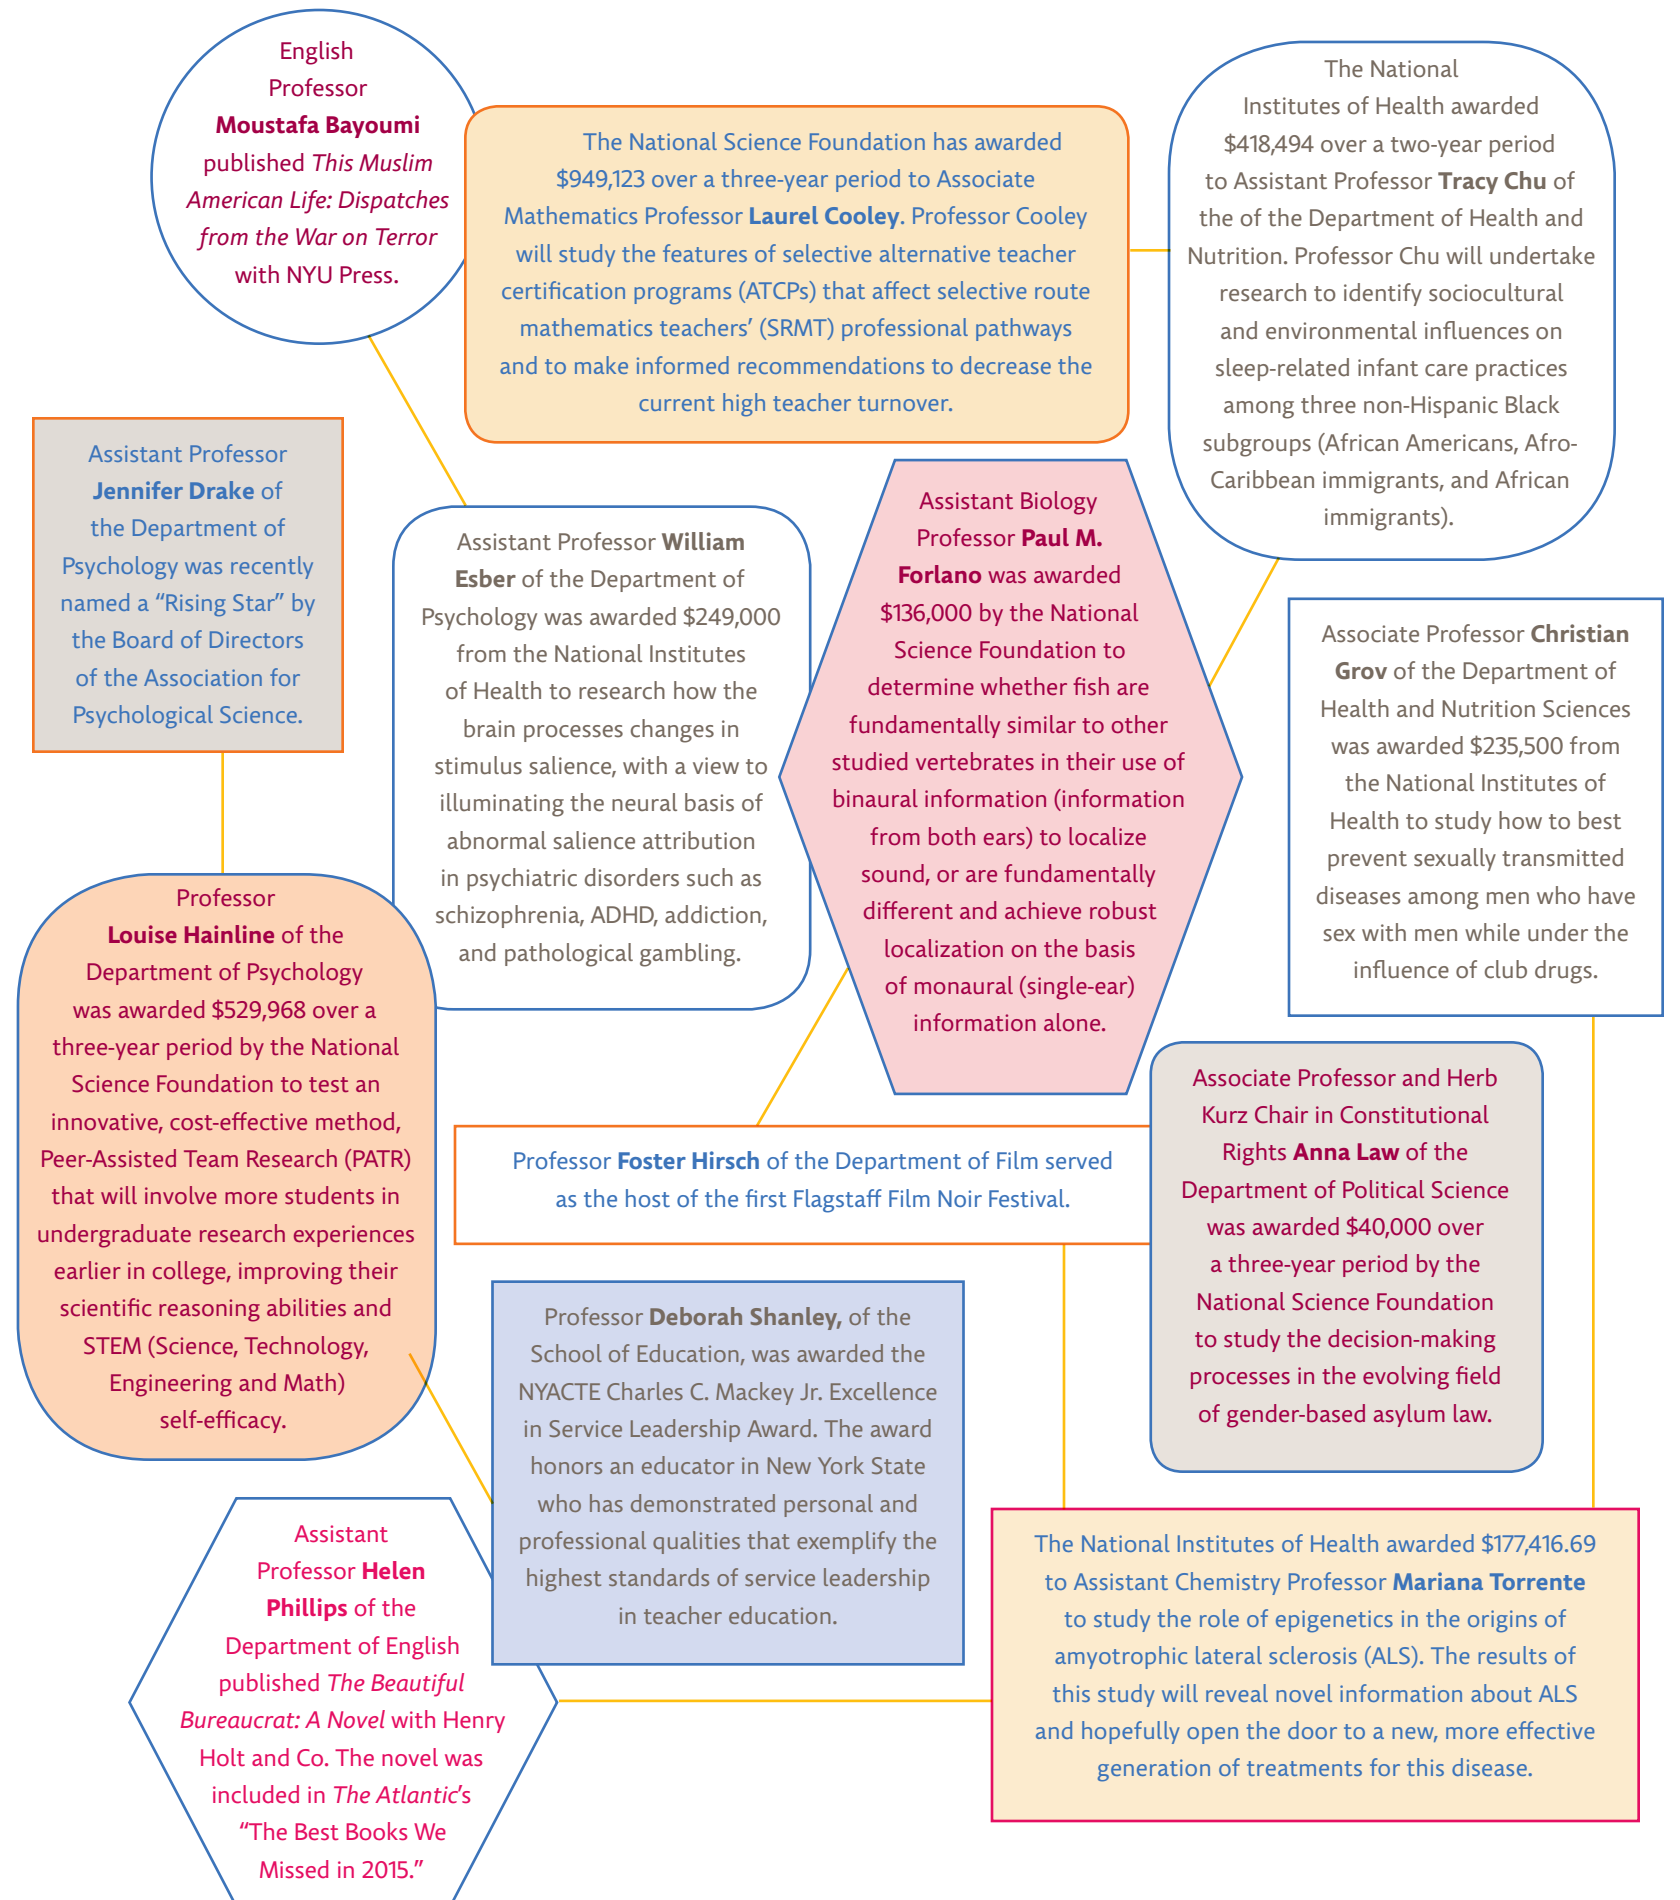 English
Professor
Moustafa Bayoumi
published This Muslim
American Life: Dispatches
from the War on Terror
with NYU Press.
The National Science Foundation has awarded
$949,123 over a three-year period to Associate
Mathematics Professor Laurel Cooley. Professor Cooley
will study the features of selective alternative teacher
certification programs (ATCPs) that affect selective route
mathematics teachers’ (SRMT) professional pathways
and to make informed recommendations to decrease the
current high teacher turnover.
The National
Institutes of Health awarded
$418,494 over a two-year period
to Assistant Professor Tracy Chu of
the of the Department of Health and
Nutrition. Professor Chu will undertake
research to identify sociocultural
and environmental influences on
sleep-related infant care practices
among three non-Hispanic Black
subgroups (African Americans, Afro-
Caribbean immigrants, and African
immigrants).
Assistant Professor
Jennifer Drake of
the Department of
Psychology was recently
named a “Rising Star” by
the Board of Directors
of the Association for
Psychological Science.
Assistant Professor William
Esber of the Department of
Psychology was awarded $249,000
from the National Institutes
of Health to research how the
brain processes changes in
stimulus salience, with a view to
illuminating the neural basis of
abnormal salience attribution
in psychiatric disorders such as
schizophrenia, ADHD, addiction,
and pathological gambling.
Assistant Biology
Professor Paul M.
Forlano was awarded
$136,000 by the National
Science Foundation to
determine whether fish are
fundamentally similar to other
studied vertebrates in their use of
binaural information (information
from both ears) to localize
sound, or are fundamentally
different and achieve robust
localization on the basis
of monaural (single-ear)
information alone.
Associate Professor Christian
Grov of the Department of
Health and Nutrition Sciences
was awarded $235,500 from
the National Institutes of
Health to study how to best
prevent sexually transmitted
diseases among men who have
sex with men while under the
influence of club drugs.
Professor
Louise Hainline of the
Department of Psychology
was awarded $529,968 over a
three-year period by the National
Science Foundation to test an
innovative, cost-effective method,
Peer-Assisted Team Research (PATR)
that will involve more students in
undergraduate research experiences
earlier in college, improving their
scientific reasoning abilities and
STEM (Science, Technology,
Engineering and Math)
self-efficacy.
Professor Foster Hirsch of the Department of Film served
as the host of the first Flagstaff Film Noir Festival.
Associate Professor and Herb
Kurz Chair in Constitutional
Rights Anna Law of the
Department of Political Science
was awarded $40,000 over
a three-year period by the
National Science Foundation
to study the decision-making
processes in the evolving field
of gender-based asylum law.
Professor Deborah Shanley, of the
School of Education, was awarded the
NYACTE Charles C. Mackey Jr. Excellence
in Service Leadership Award. The award
honors an educator in New York State
who has demonstrated personal and
professional qualities that exemplify the
highest standards of service leadership
in teacher education.
Assistant
Professor Helen
Phillips of the
Department of English
published The Beautiful
Bureaucrat: A Novel with Henry
Holt and Co. The novel was
included in The Atlantic’s
“The Best Books We
Missed in 2015.”
The National Institutes of Health awarded $177,416.69
to Assistant Chemistry Professor Mariana Torrente
to study the role of epigenetics in the origins of
amyotrophic lateral sclerosis (ALS). The results of
this study will reveal novel information about ALS
and hopefully open the door to a new, more effective
generation of treatments for this disease.